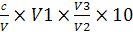 c/V × V1 × V3/V2 × 10